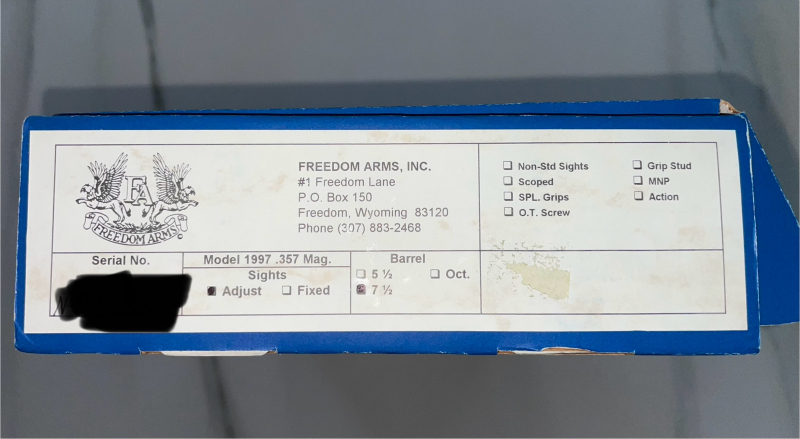 FREEDOM ARMS, INC.
#1 Freedom Lane
P.O. Box 150
Freedom, Wyoming 83120
Phone (307) 883-2468
FA
FREEDOM ARMS
©
Non-Std Sights
Scoped
SPL. Grips
O.T. Screw
Grip Stud
MNP
Action
Serial No.
Model 1997 .357 Mag.
Sights
Adjust Fixed
Barrel
5 ½ Oct.
7 ½